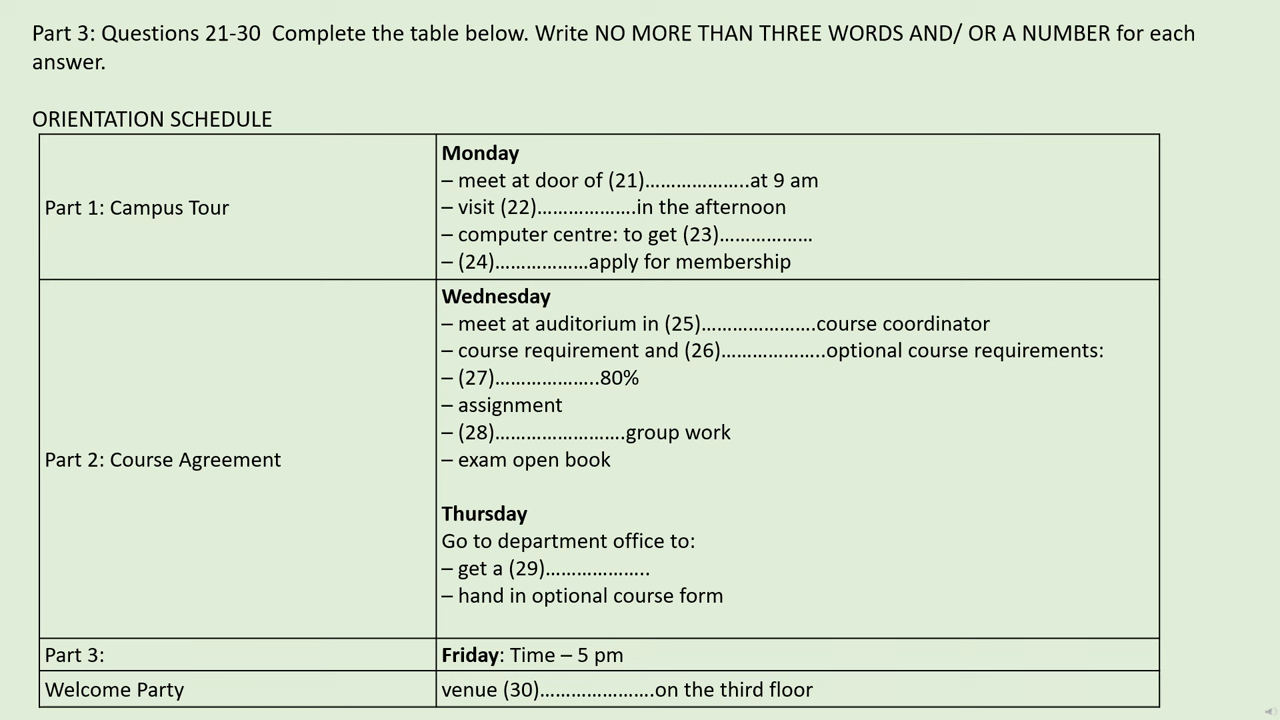 Part 3: Questions 21-30  Complete the table below. Write NO MORE THAN THREE WORDS AND/ OR A NUMBER for each
answer.
ORIENTATION SCHEDULE
Part 1: Campus Tour
Monday
– meet at door of (21)………………..at 9 am
– visit (22)……………….in the afternoon
– computer centre: to get (23)………………
– (24)………………apply for membership
Part 2: Course Agreement
Wednesday
– meet at auditorium in (25)………………….course coordinator
– course requirement and (26)………………..optional course requirements:
– (27)………………..80%
– assignment
– (28)…………………….group work
– exam open book
Thursday
Go to department office to:
– get a (29)………………..
– hand in optional course form
Part 3:
Friday: Time – 5 pm
Welcome Party
venue (30)………………….on the third floor